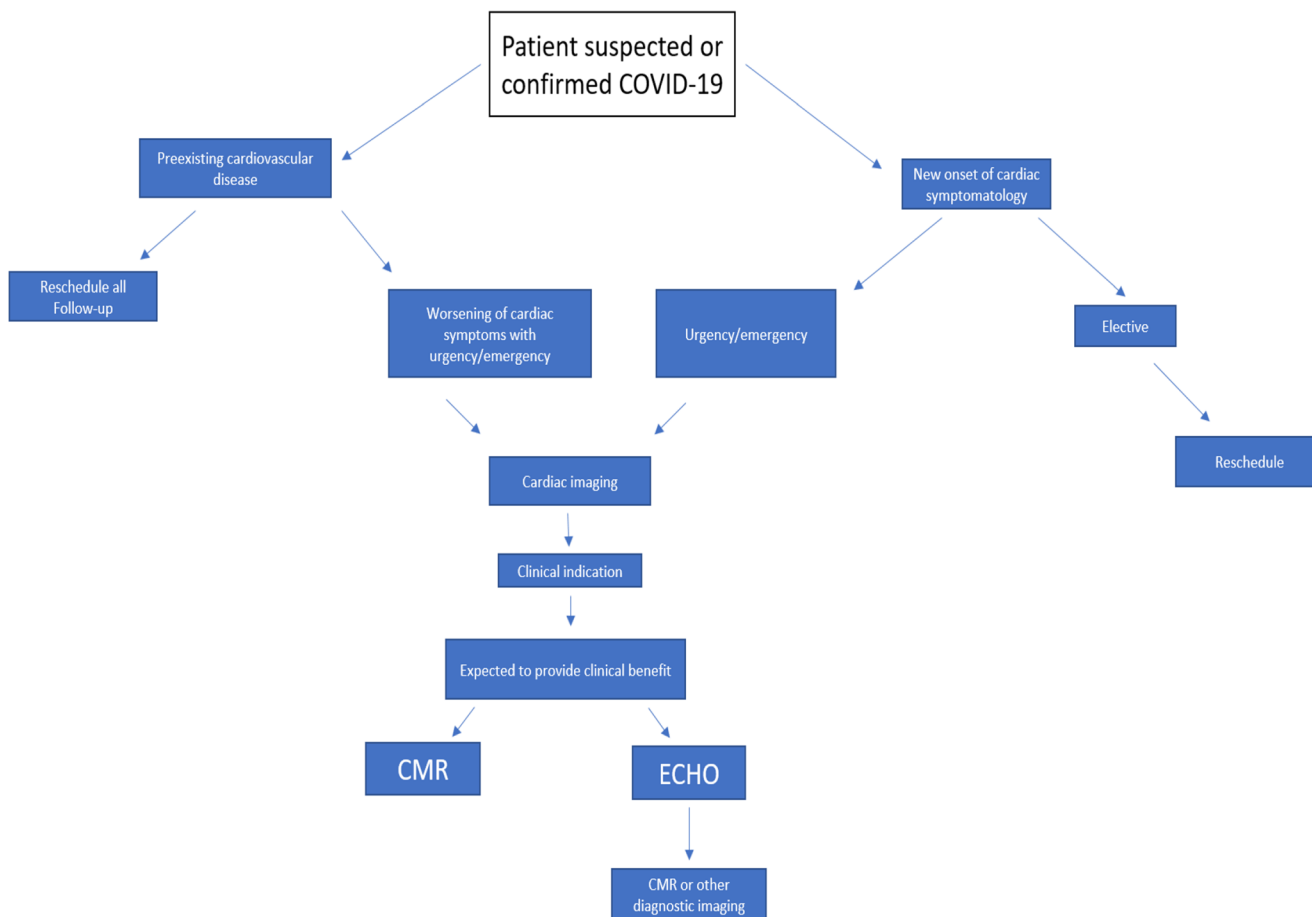 Patient suspected or
confirmed COVID-19
Preexisting cardiovascular
disease
New onset of cardiac
symptomatology
Reschedule all
Follow-up
Worsening of cardiac
symptoms with
urgency/emergency
Urgency/emergency
Elective
Cardiac imaging
Reschedule
Clinical indication
Expected to provide clinical benefit
CMR
ECHO
CMR or other
diagnostic imaging